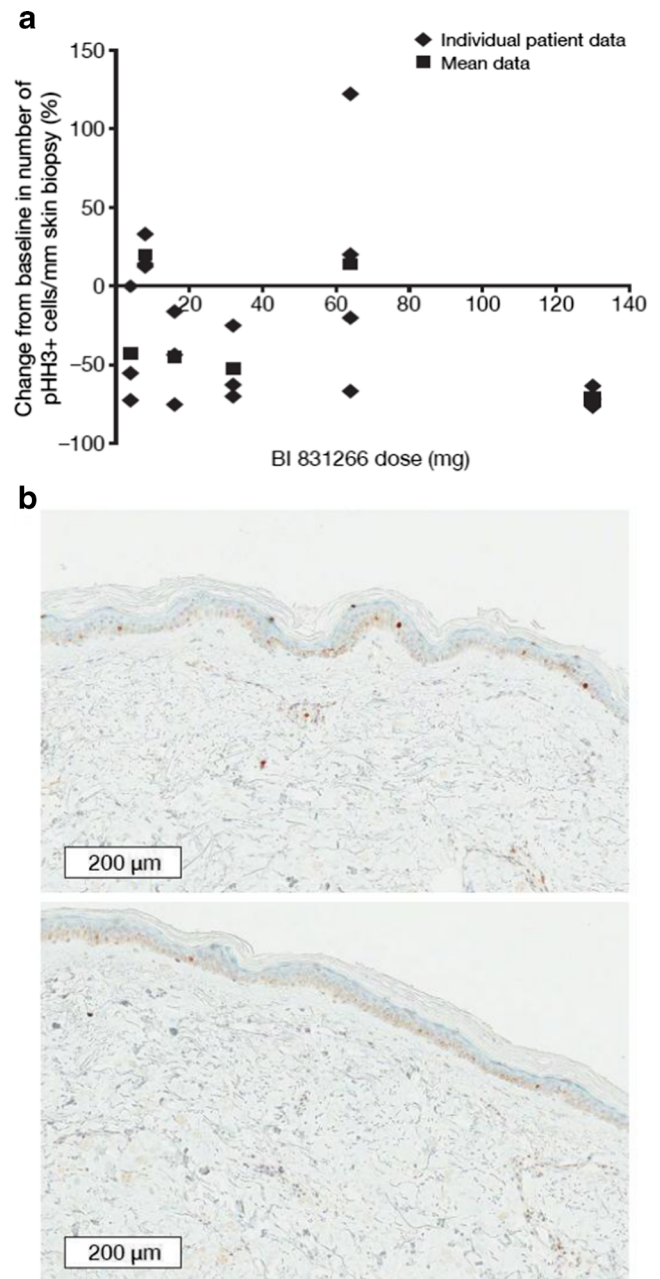 a
Individual patient data
Mean data
Change from baseline in number of
pHH3+ cells/mm skin biopsy (%)
150
100
50
0
−50
−100
20 40 60 80 100 120 140
BI 831266 dose (mg)
b
200 µm
200 µm